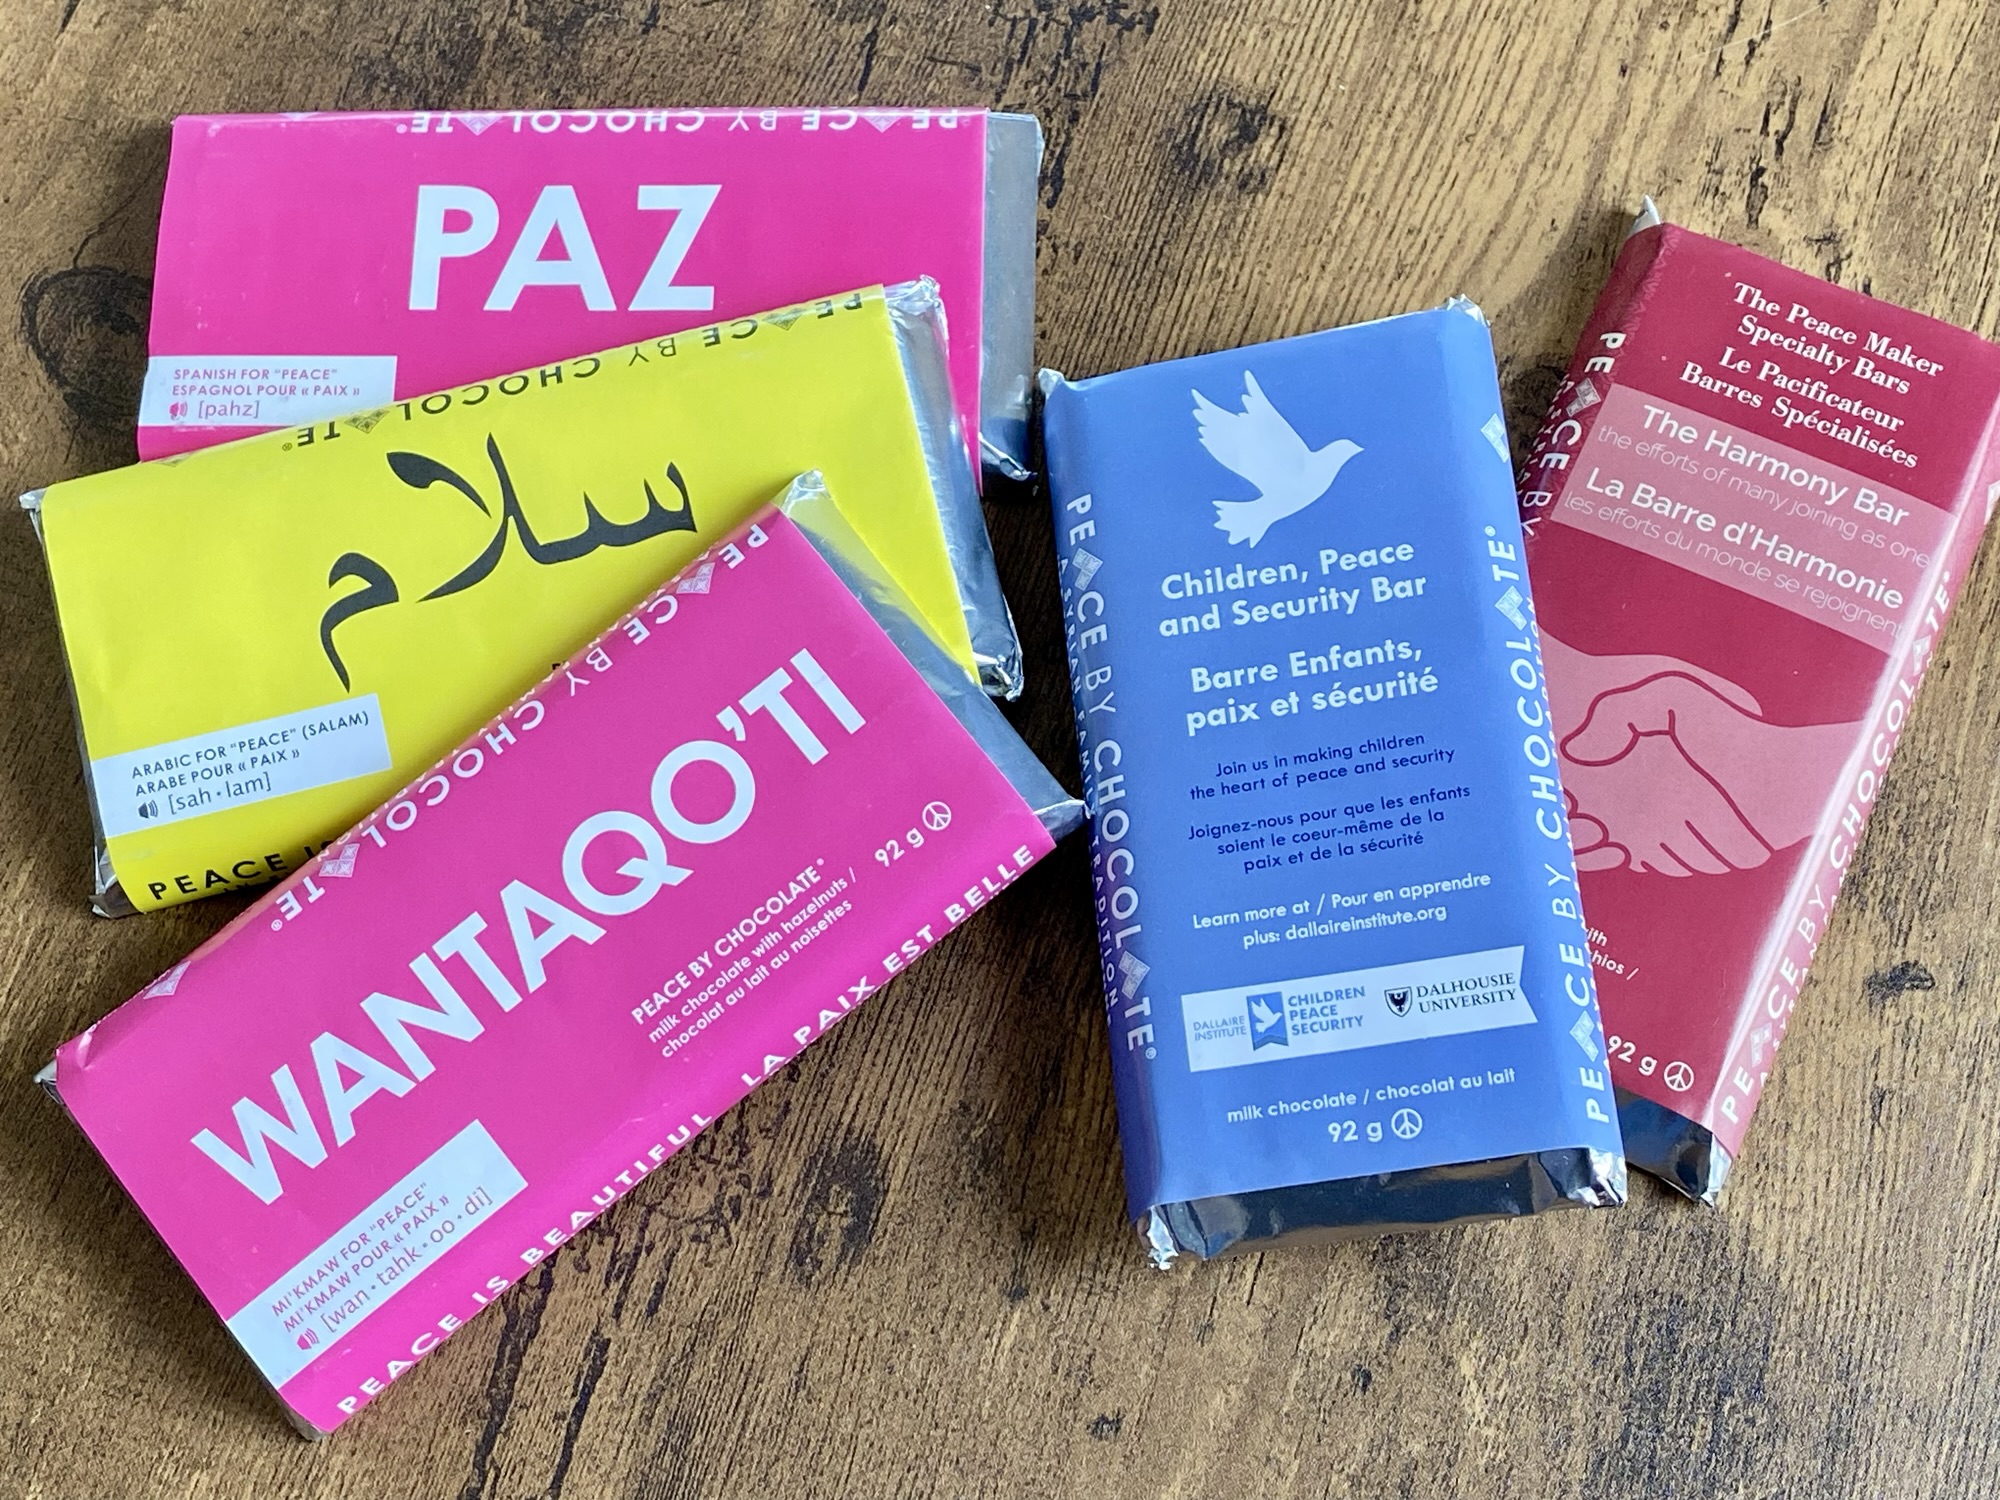 PEACE BY CHOCOLATE®
PAZ
SPANISH FOR "PEACE"
ESPAGNOL POUR « PAIX »
[pahz]
PEACE BY CHOCOLATE®
سلام
ARABIC FOR "PEACE" (SALAM)
ARABE POUR « PAIX »
[sah•lam]
PEACE
PEACE BY CHOCOLATE®
WANTAQO'TI
PEACE BY CHOCOLATE®
milk chocolate with hazelnuts /
chocolat au lait au noisettes
92 g
MI'KMAW FOR "PEACE"
MI'KMAW POUR « PAIX »
[wan•tahk•oo•di]
PEACE IS BEAUTIFUL LA PAIX EST BELLE
PEACE BY CHOCOLATE®
A SYRIAN FAMILY TRADITION
Children, Peace
and Security Bar
Barre Enfants,
paix et sécurité
Join us in making children
the heart of peace and security
Joignez-nous pour que les enfants
soient le coeur-même de la
paix et de la sécurité
Learn more at / Pour en apprendre
plus: dallaireinstitute.org
DALLAIRE
INSTITUTE
CHILDREN
PEACE
SECURITY
DALHOUSIE
UNIVERSITY
milk chocolate / chocolat au lait
92 g
PEACE BY CHOCOLATE®
PEACE BY
The Peace Maker
Specialty Bars
Le Pacificateur
Barres Spécialisées
The Harmony Bar
the efforts of many joining as one
La Barre d'Harmonie
les efforts du monde se rejoignent
92 g
PEACE BY CHOCOLATE®